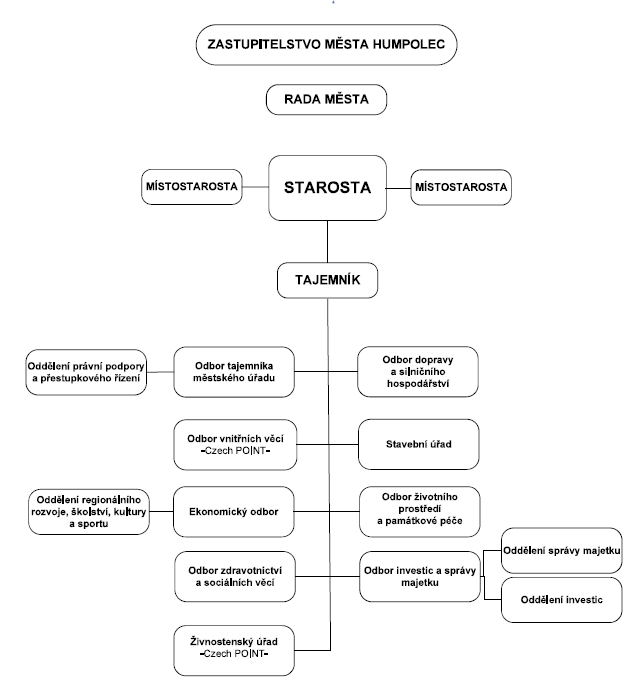 ZASTUPITELSTVO MĚSTA HUMPOLEC
RADA MĚSTA
MÍSTOSTAROSTA
STAROSTA
MÍSTOSTAROSTA
TAJEMNÍK
Oddělení právní podpory
a přestupkového řízení
Odbor tajemníka
městského úřadu
Odbor dopravy
a silničního
hospodářství
Odbor vnitřních věcí
-Czech POINT-
Stavební úřad
Oddělení regionálního
rozvoje, školství, kultury
a sportu
Ekonomický odbor
Odbor životního
prostředí
a památkové péče
Odbor zdravotnictví
a sociálních věcí
Odbor investic a správy
majetku
Oddělení správy majetku
Oddělení investic
Živnostenský úřad
-Czech POINT-